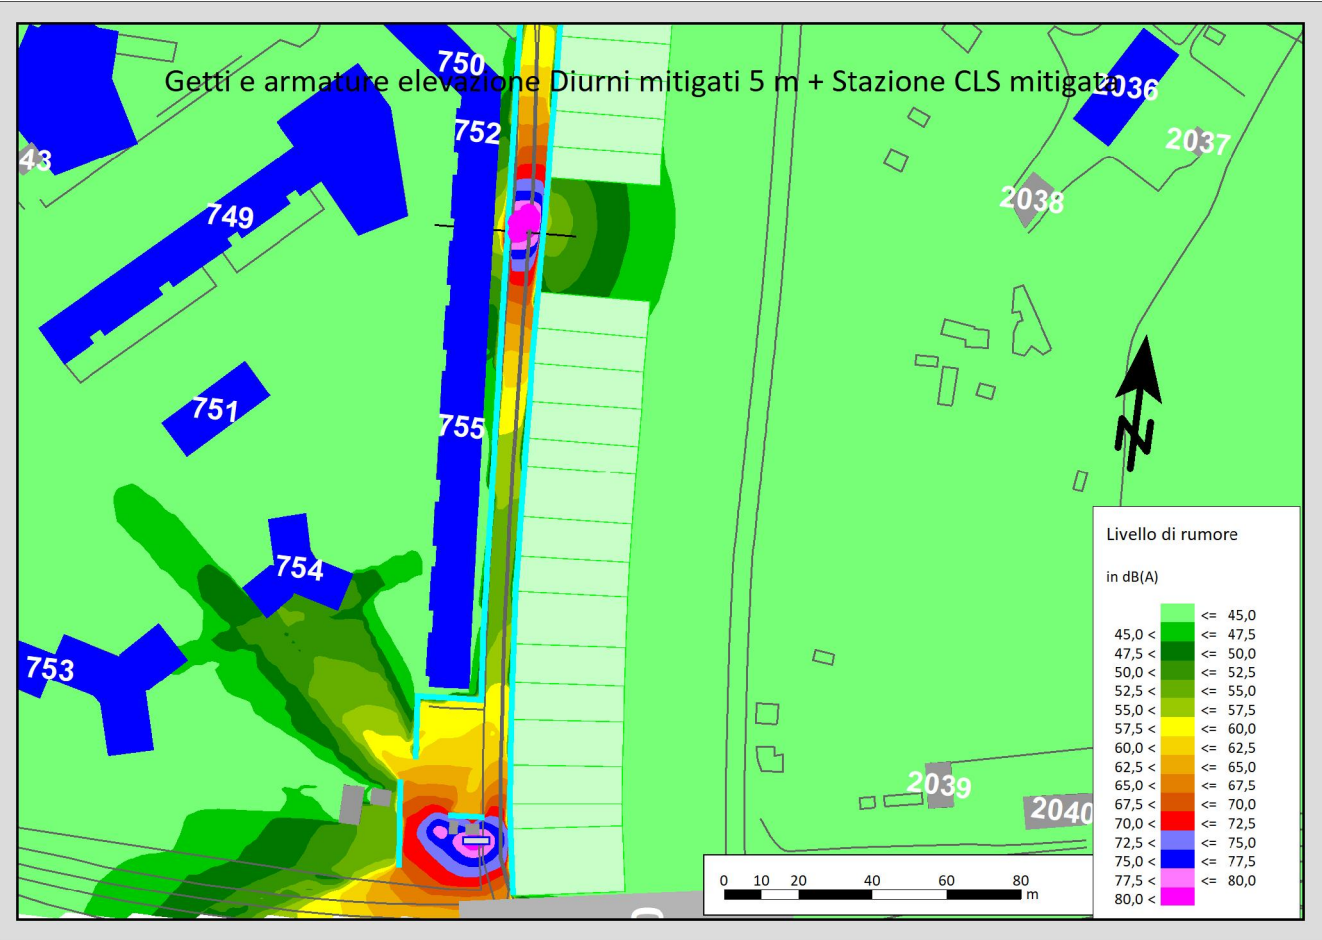 750
Getti e armature elevazione Diurni mitigati 5 m + Stazione CLS mitigata
2036
752
2037
43
2038
749
751
755
754
753
2039
2040
Livello di rumore
in dB(A)
<= 45,0
45,0 < <= 47,5
47,5 < <= 50,0
50,0 < <= 52,5
52,5 < <= 55,0
55,0 < <= 57,5
57,5 < <= 60,0
60,0 < <= 62,5
62,5 < <= 65,0
65,0 < <= 67,5
67,5 < <= 70,0
70,0 < <= 72,5
72,5 < <= 75,0
75,0 < <= 77,5
77,5 < <= 80,0
80,0 <
0 10 20 40 60 80
m